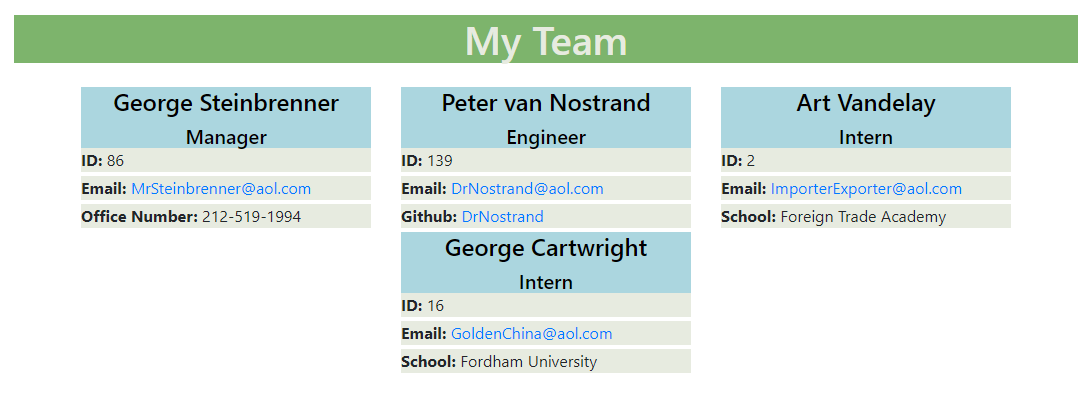 My Team
George Steinbrenner
Manager
ID: 86
Email: MrSteinbrenner@aol.com
Office Number: 212-519-1994
Peter van Nostrand
Engineer
ID: 139
Email: DrNostrand@aol.com
Github: DrNostrand
Art Vandelay
Intern
ID: 2
Email: ImporterExporter@aol.com
School: Foreign Trade Academy
George Cartwright
Intern
ID: 16
Email: GoldenChina@aol.com
School: Fordham University